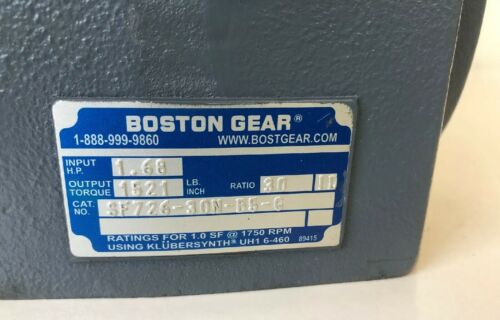 BOSTON GEAR®
1-888-999-9860 WWW.BOSTGEAR.COM
INPUT H.P. 1.68
OUTPUT TORQUE 1521 LB. INCH RATIO 30
CAT. NO. SF726-30N-B5-G
RATINGS FOR 1.0 SF @ 1750 RPM
USING KLÜBERSYNTH® UH1 6-460 89415